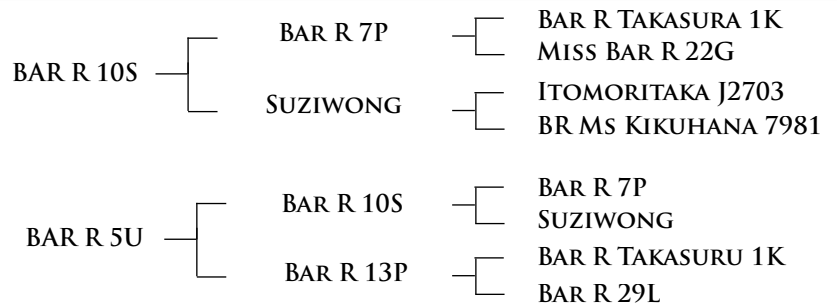 BAR R 10S
BAR R 7P
SUZIWONG
BAR R TAKASURA 1K
MISS BAR R 22G
ITOMORITAKA J2703
BR MS KIKUHANA 7981
BAR R 5U
BAR R 10S
BAR R 13P
BAR R 7P
SUZIWONG
BAR R TAKASURU 1K
BAR R 29L